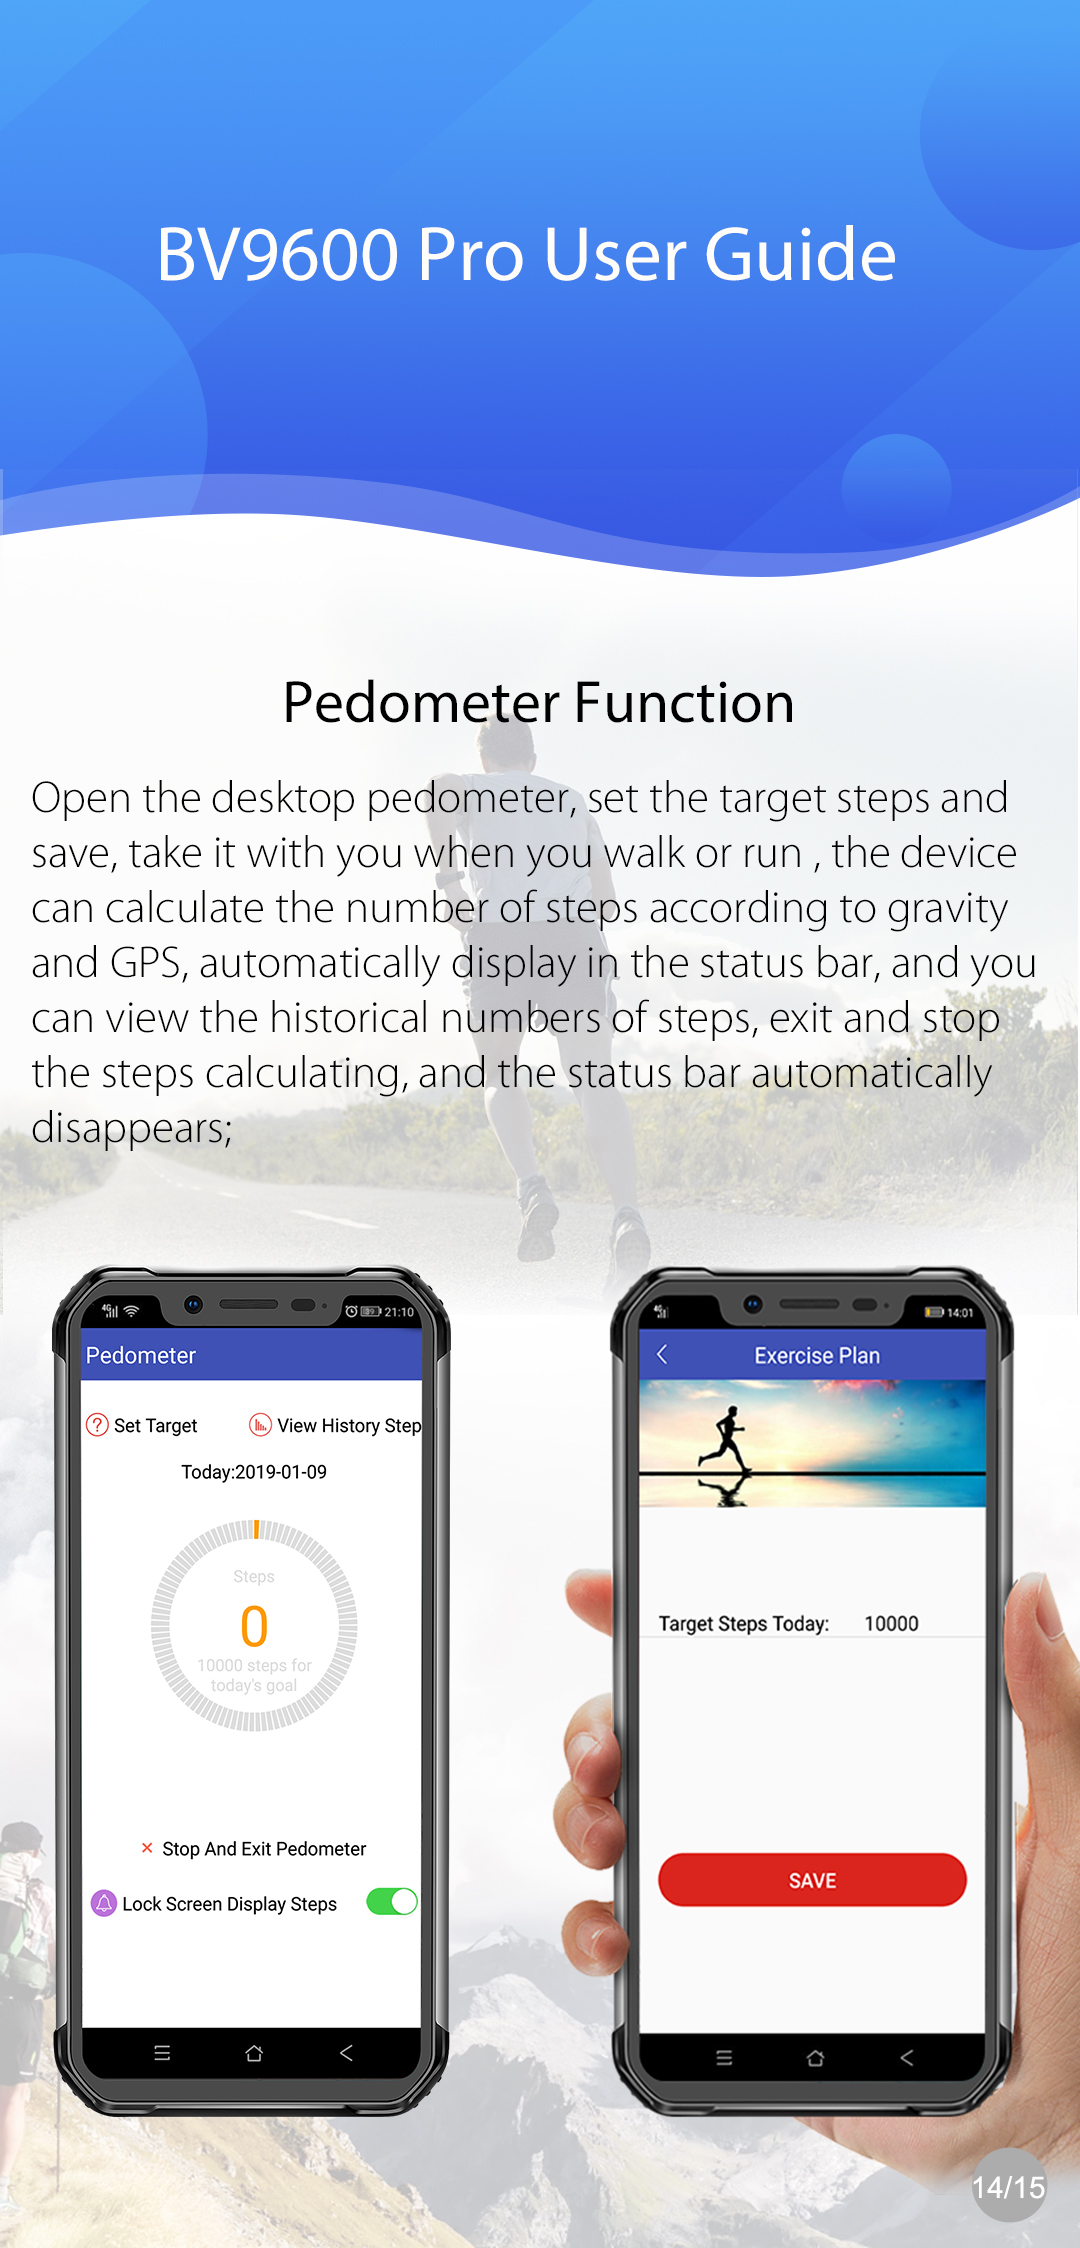 BV9600 Pro User Guide
Pedometer Function
Open the desktop pedometer, set the target steps and
save, take it with you when you walk or run , the device
can calculate the number of steps according to gravity
and GPS, automatically display in the status bar, and you
can view the historical numbers of steps, exit and stop
the steps calculating, and the status bar automatically
disappears;
4G 39 21:10
Pedometer
? Set Target View History Step
Today:2019-01-09
Steps
0
10000 steps for
today's goal
× Stop And Exit Pedometer
Lock Screen Display Steps
4G 14:01
Exercise Plan
Target Steps Today: 10000
SAVE
14/15